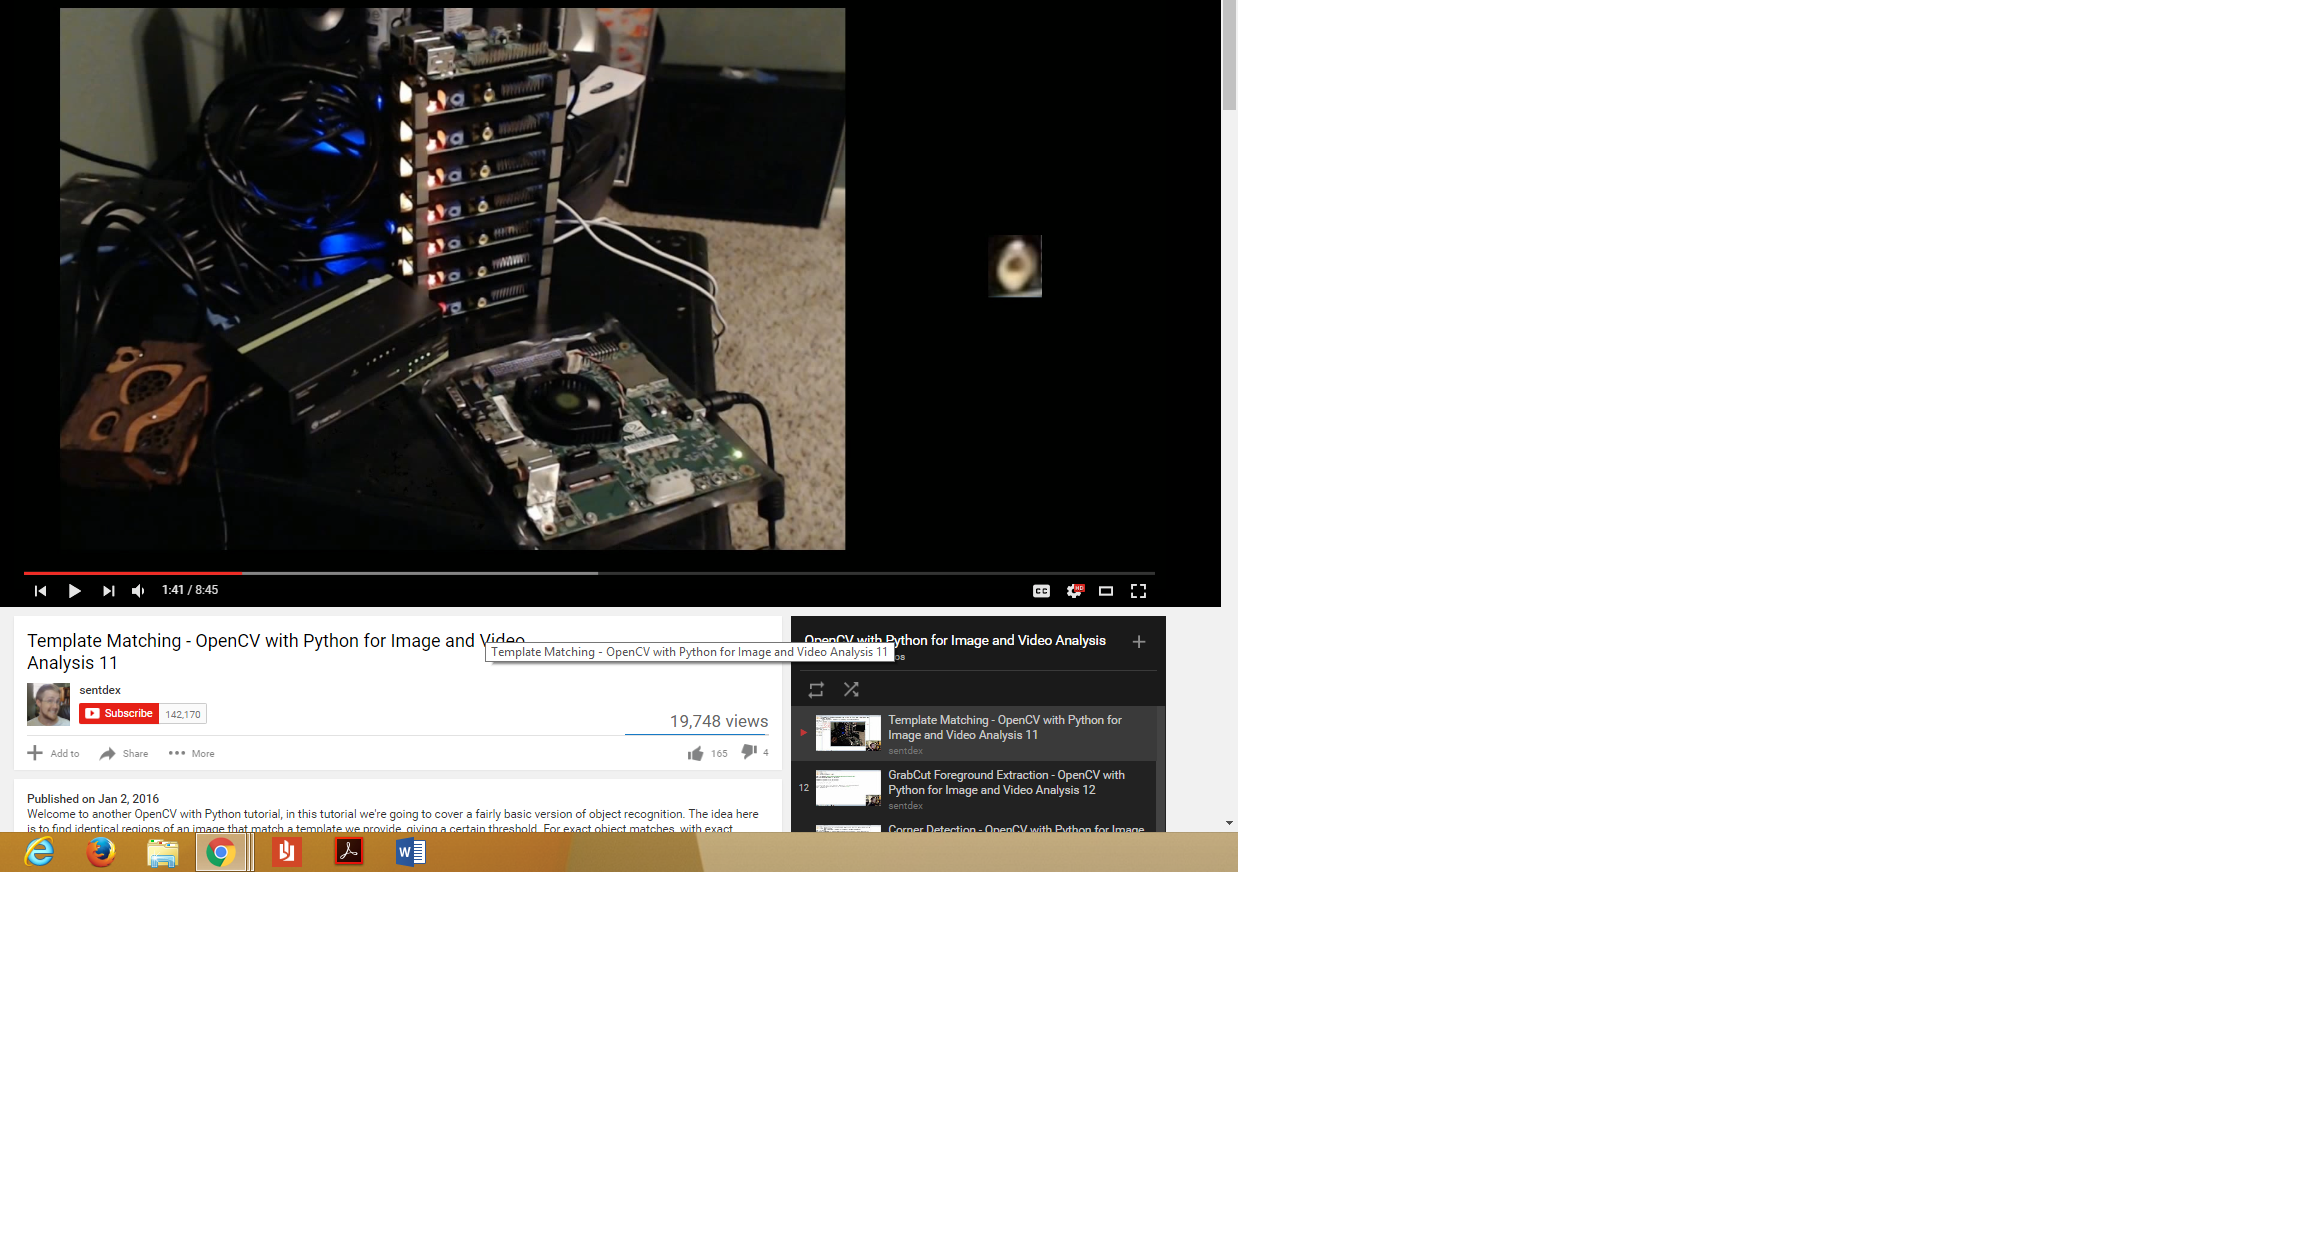 1:41 / 8:45
CC
HD
Template Matching - OpenCV with Python for Image and Video
Analysis 11
Template Matching - OpenCV with Python for Image and Video Analysis 11
sentdex
Subscribe 142,170
19,748 views
Add to Share More 165 4
Published on Jan 2, 2016
Welcome to another OpenCV with Python tutorial, in this tutorial we're going to cover a fairly basic version of object recognition. The idea here
is to find identical regions of an image that match a template we provide, giving a certain threshold. For exact object matches, with exact
OpenCV with Python for Image and Video Analysis
Template Matching - OpenCV with Python for
Image and Video Analysis 11
sentdex
12
GrabCut Foreground Extraction - OpenCV with
Python for Image and Video Analysis 12
sentdex
Corner Detection - OpenCV with Python for Image
W